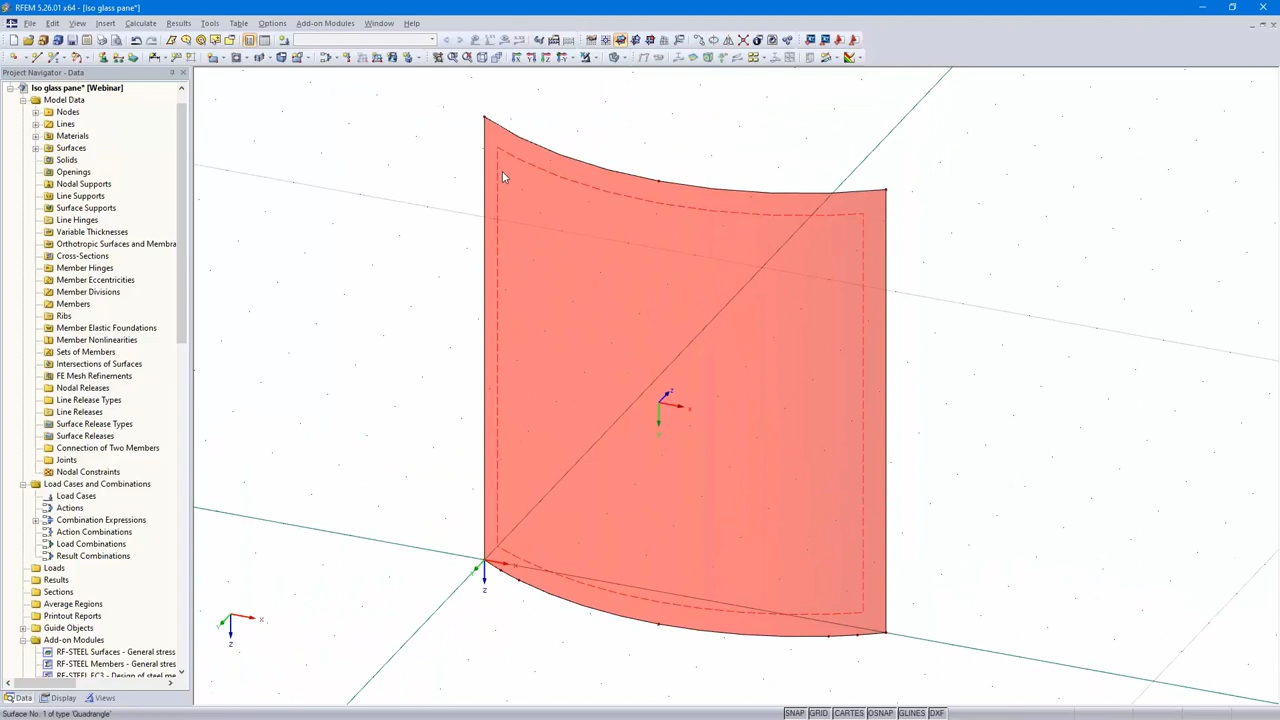 RFEM 5.26.01 x64 - [Iso glass pane*]
File Edit View Insert Calculate Results Tools Table Options Add-on Modules Window Help
Project Navigator - Data
Iso glass pane* [Webinar]
Model Data
Nodes
Lines
Materials
Surfaces
Solids
Openings
Nodal Supports
Line Supports
Surface Supports
Line Hinges
Variable Thicknesses
Orthotropic Surfaces and Membra
Cross-Sections
Member Hinges
Member Eccentricities
Member Divisions
Members
Ribs
Member Elastic Foundations
Member Nonlinearities
Sets of Members
Intersections of Surfaces
FE Mesh Refinements
Nodal Releases
Line Release Types
Line Releases
Surface Release Types
Surface Releases
Connection of Two Members
Joints
Nodal Constraints
Load Cases and Combinations
Load Cases
Actions
Combination Expressions
Action Combinations
Load Combinations
Result Combinations
Loads
Results
Sections
Average Regions
Printout Reports
Guide Objects
Add-on Modules
RF-STEEL Surfaces - General stress
RF-STEEL Members - General stres
RF-STEEL EC3 - Design of steel me
Data Display Views
Surface No. 1 of type 'Quadrangle'
SNAP GRID CARTES OSNAP GLINES DXF